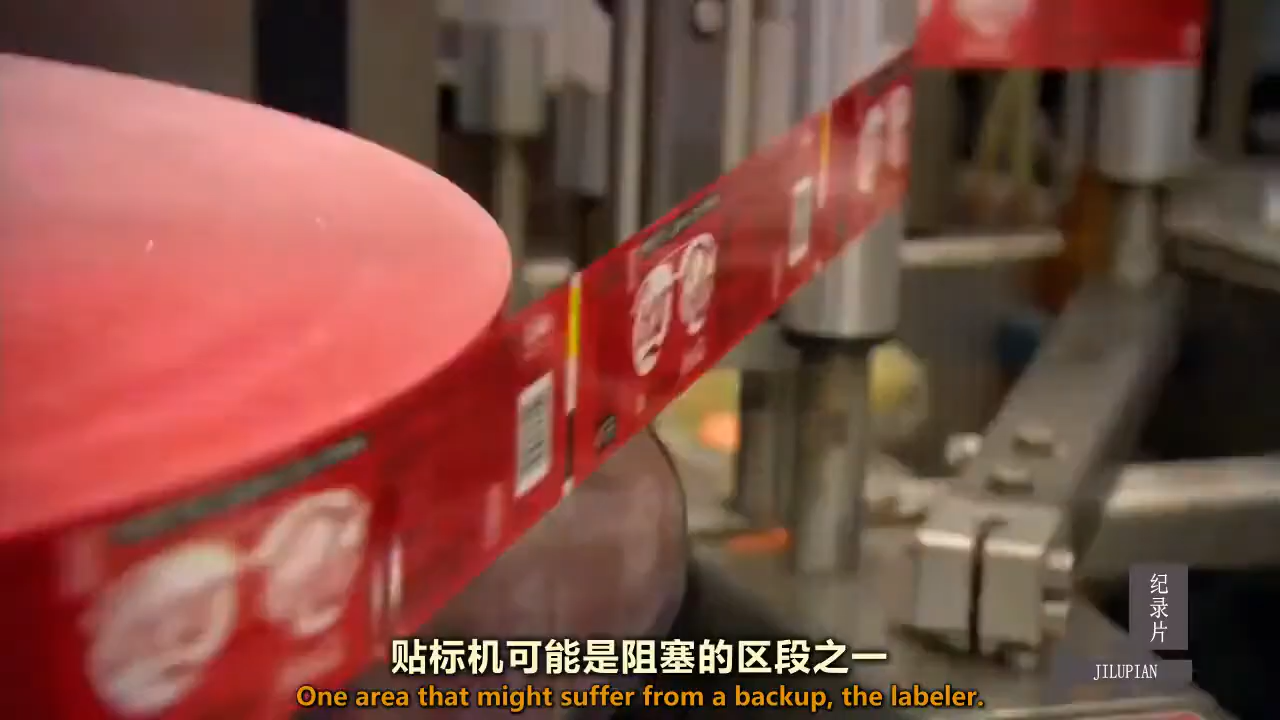 纪录片
JILUPIAN
贴标机可能是阻塞的区段之一
One area that might suffer from a backup, the labeler.